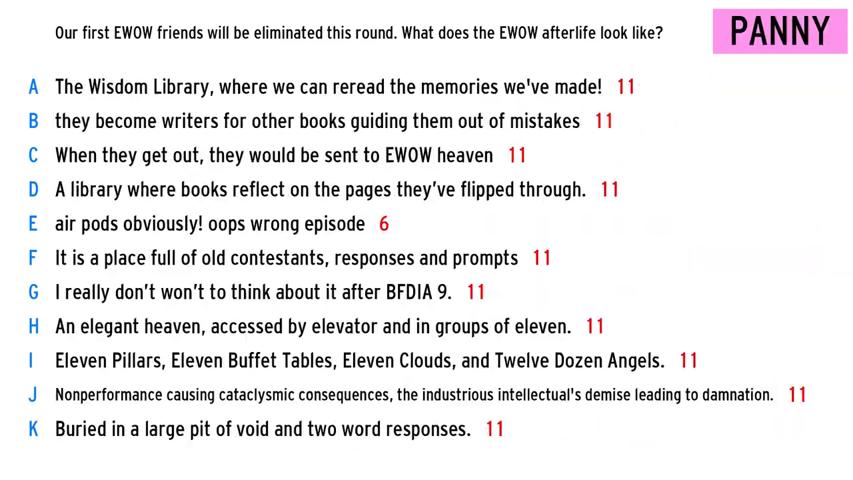 Our first EWOW friends will be eliminated this round. What does the EWOW afterlife look like?
PANNY
A The Wisdom Library, where we can reread the memories we've made! 11
B they become writers for other books guiding them out of mistakes 11
C When they get out, they would be sent to EWOW heaven 11
D A library where books reflect on the pages they’ve flipped through. 11
E air pods obviously! oops wrong episode 6
F It is a place full of old contestants, responses and prompts 11
G I really don’t won’t to think about it after BFDIA 9. 11
H An elegant heaven, accessed by elevator and in groups of eleven. 11
I Eleven Pillars, Eleven Buffet Tables, Eleven Clouds, and Twelve Dozen Angels. 11
J Nonperformance causing cataclysmic consequences, the industrious intellectual's demise leading to damnation. 11
K Buried in a large pit of void and two word responses. 11